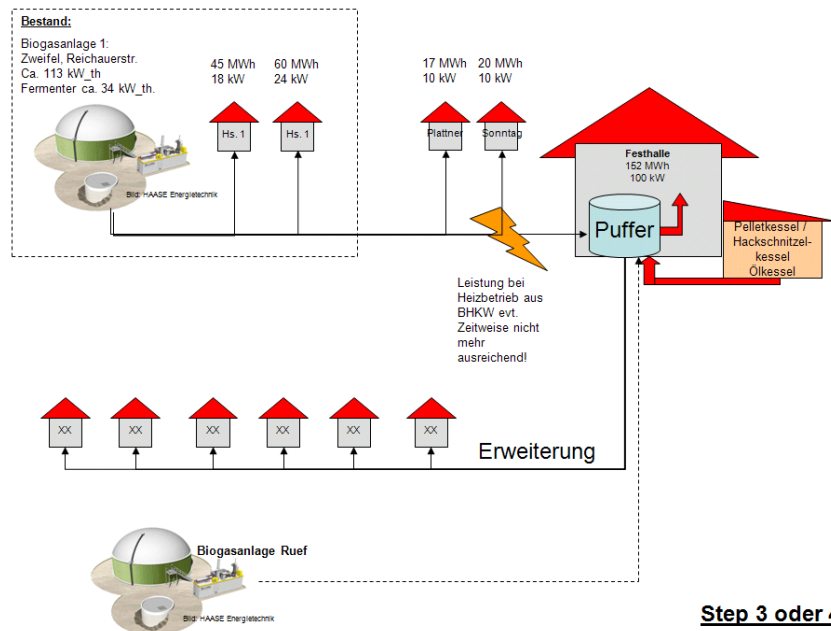 Bestand:
Biogasanlage 1:
Zweifel, Reichauerstr.
Ca. 113 kW_th
Fermenter ca. 34 kW_th.
45 MWh
18 kW
60 MWh
24 kW
17 MWh
10 kW
20 MWh
10 kW
Hs. 1
Hs. 1
Plattner
Sonntag
Bild: HAASE Energietechnik
Festhalle
152 MWh
100 kW
Puffer
Pelletkessel /
Hackschnitzel-
kessel
Ölkessel
Leistung bei
Heizbetrieb aus
BHKW evt.
Zeitweise nicht
mehr
ausreichend!
XX
XX
XX
XX
XX
XX
Erweiterung
Biogasanlage Ruef
Bild: HAASE Energietechnik
Step 3 oder 4